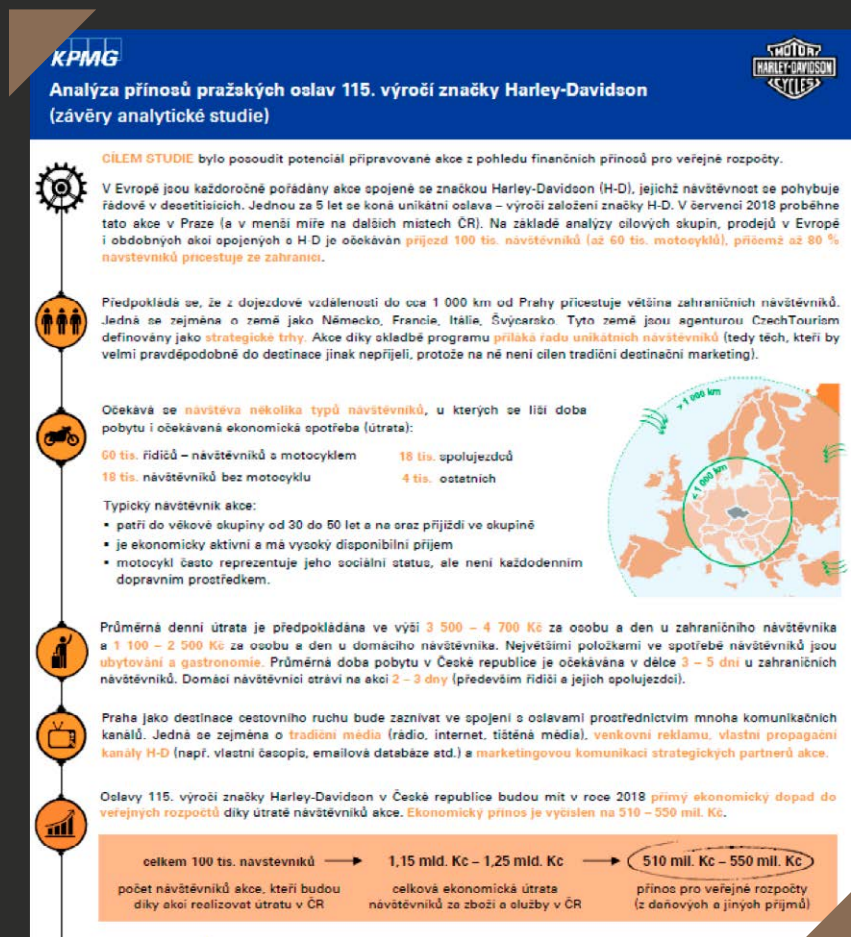 KPMG
MOTOR
HARLEY-DAVIDSON
CYCLES
Analýza přínosů pražských oslav 115. výročí značky Harley-Davidson
(závěry analytické studie)
CÍLEM STUDIE bylo posoudit potenciál připravované akce z pohledu finančních přínosů pro veřejné rozpočty.
V Evropě jsou každoročně pořádány akce spojené se značkou Harley-Davidson (H-D), jejichž návštěvnost se pohybuje
řádově v desetitisících. Jednou za 5 let se koná unikátní oslava – výročí založení značky H-D. V červenci 2018 proběhne
tato akce v Praze (a v menší míře na dalších místech ČR). Na základě analýzy cílových skupin, prodejů v Evropě
i obdobných akcí spojených s H-D je očekáván příjezd 100 tis. návštěvníků (až 60 tis. motocyklů), přičemž až 80 %
návštěvníků přicestuje ze zahraničí.
Předpokládá se, že z dojezdové vzdálenosti do cca 1 000 km od Prahy přicestuje většina zahraničních návštěvníků.
Jedná se zejména o země jako Německo, Francie, Itálie, Švýcarsko. Tyto země jsou agenturou CzechTourism
definovány jako strategické trhy. Akce díky skladbě programu přiláká řadu unikátních návštěvníků (tedy těch, kteří by
velmi pravděpodobně do destinace jinak nepřijeli, protože na ně není cílen tradiční destinační marketing).
Očekává se návštěva několika typů návštěvníků, u kterých se liší doba
pobytu i očekávaná ekonomická spotřeba (útrata):
60 tis. řidičů – návštěvníků s motocyklem
18 tis. spolujezdců
18 tis. návštěvníků bez motocyklu
4 tis. ostatních
Typický návštěvník akce:
▪ patří do věkové skupiny od 30 do 50 let a na sraz přijíždí ve skupině
▪ je ekonomicky aktivní a má vysoký disponibilní příjem
▪ motocykl často reprezentuje jeho sociální status, ale není každodenním
dopravním prostředkem.
> 1 000 km
< 1 000 km
Průměrná denní útrata je předpokládána ve výši 3 500 – 4 700 Kč za osobu a den u zahraničního návštěvníka
a 1 100 – 2 500 Kč za osobu a den u domácího návštěvníka. Největšími položkami ve spotřebě návštěvníků jsou
ubytování a gastronomie. Průměrná doba pobytu v České republice je očekávána v délce 3 – 5 dní u zahraničních
návštěvníků. Domácí návštěvníci stráví na akci 2 – 3 dny (především řidiči a jejich spolujezdci).
Praha jako destinace cestovního ruchu bude zaznívat ve spojení s oslavami prostřednictvím mnoha komunikačních
kanálů. Jedná se zejména o tradiční média (rádio, internet, tištěná média), venkovní reklamu, vlastní propagační
kanály H-D (např. vlastní časopis, emailová databáze atd.) a marketingovou komunikaci strategických partnerů akce.
Oslavy 115. výročí značky Harley-Davidson v České republice budou mít v roce 2018 přímý ekonomický dopad do
veřejných rozpočtů díky útratě návštěvníků akce. Ekonomický přínos je vyčíslen na 510 – 550 mil. Kč.
celkem 100 tis. návštěvníků
1,15 mld. Kč – 1,25 mld. Kč
510 mil. Kč – 550 mil. Kč
počet návštěvníků akce, kteří budou
díky akci realizovat útratu v ČR
celková ekonomická útrata
návštěvníků za zboží a služby v ČR
přínos pro veřejné rozpočty
(z daňových a jiných příjmů)